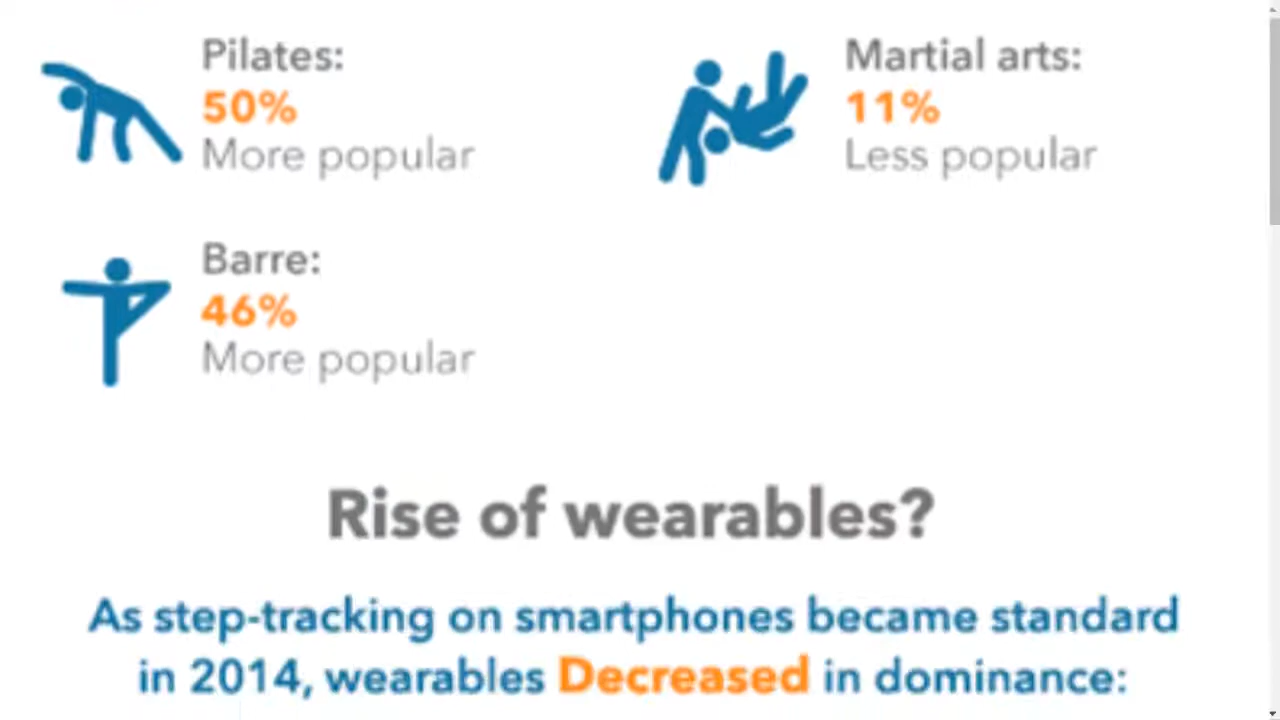 Pilates:
50%
More popular
Martial arts:
11%
Less popular
Barre:
46%
More popular
Rise of wearables?
As step-tracking on smartphones became standard
in 2014, wearables Decreased in dominance: